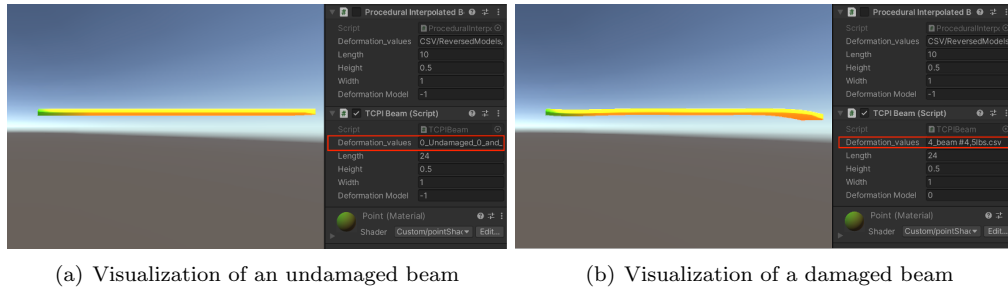 Procedural Interpolated B
Script ProceduralInterp
Deformation_values CSV/ReversedModels,
Length 10
Height 0.5
Width 1
Deformation Model -1
TCPI Beam (Script)
Script TCPIBeam
Deformation_values 0_Undamaged_0_and_
Length 24
Height 0.5
Width 1
Deformation Model -1
Point (Material)
Shader Custom/pointShad Edit...
(a) Visualization of an undamaged beam
Procedural Interpolated B
Script ProceduralInterp
Deformation_values CSV/ReversedModels,
Length 10
Height 0.5
Width 1
Deformation Model -1
TCPI Beam (Script)
Script TCPIBeam
Deformation_values 4_beam #4,5lbs.csv
Length 24
Height 0.5
Width 1
Deformation Model 0
Point (Material)
Shader Custom/pointShad Edit...
(b) Visualization of a damaged beam